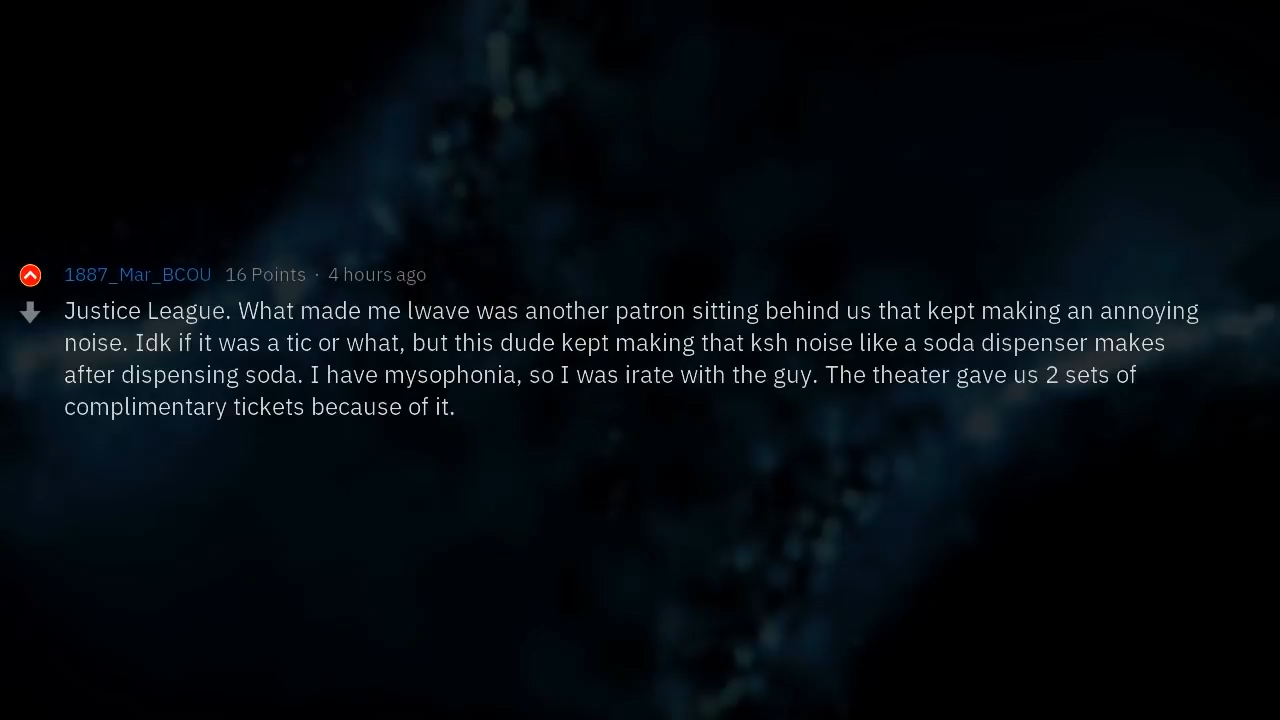 1887_Mar_BCOU 16 Points · 4 hours ago
Justice League. What made me lwave was another patron sitting behind us that kept making an annoying
noise. Idk if it was a tic or what, but this dude kept making that ksh noise like a soda dispenser makes
after dispensing soda. I have mysophonia, so I was irate with the guy. The theater gave us 2 sets of
complimentary tickets because of it.